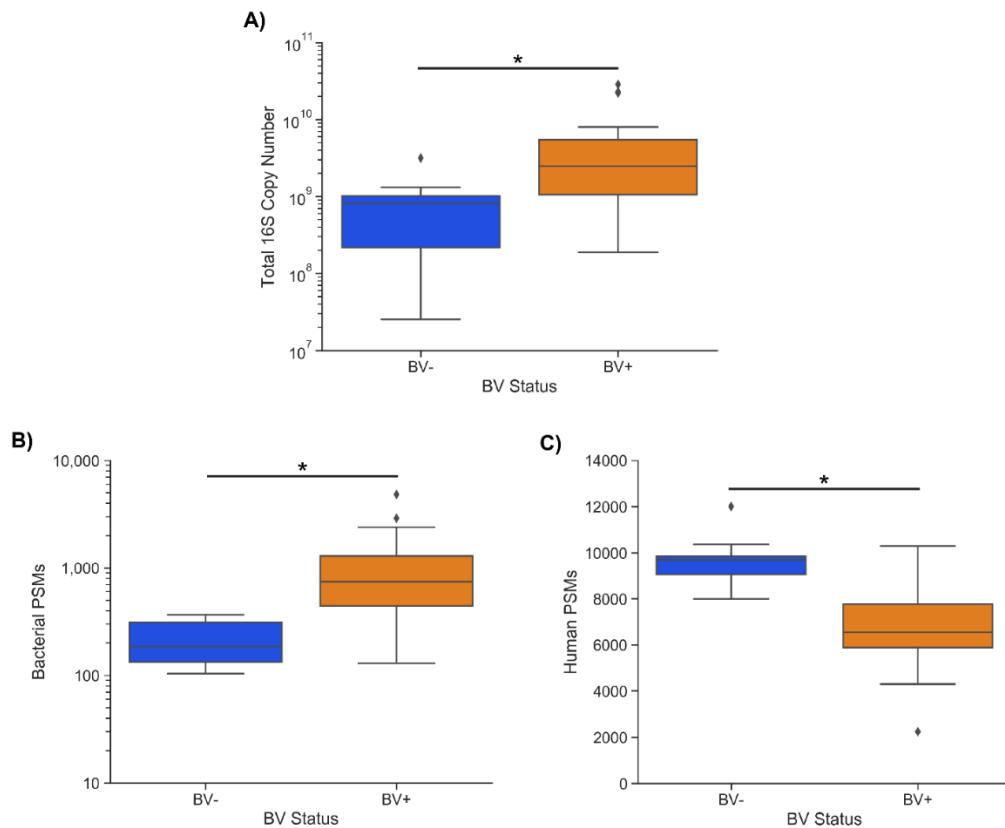 A)
Total 16S Copy Number
10^11
10^10
10^9
10^8
10^7
*
BV-
BV+
BV Status
B)
Bacterial PSMs
10,000
1,000
100
10
*
BV-
BV+
BV Status
C)
Human PSMs
14000
12000
10000
8000
6000
4000
2000
0
*
BV-
BV+
BV Status